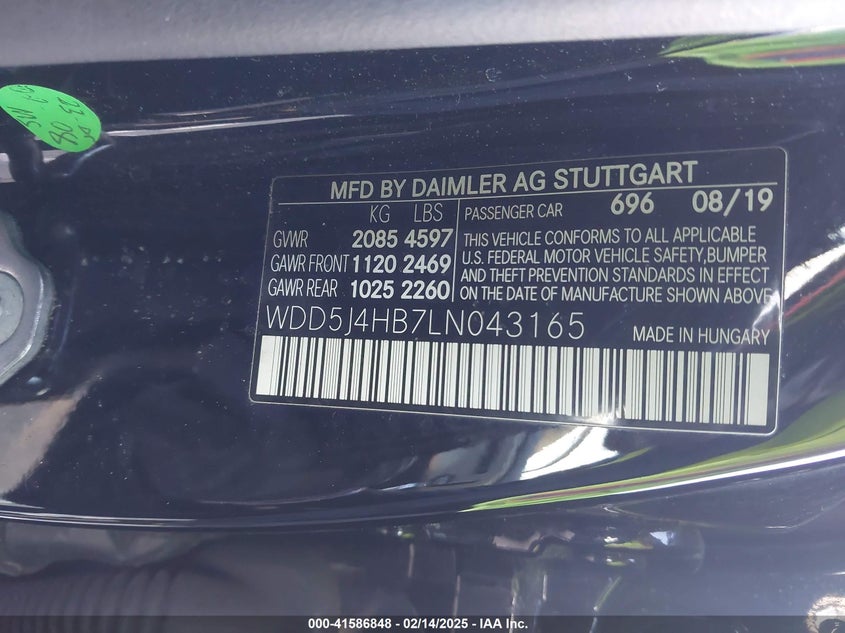 MFD BY DAIMLER AG STUTTGART
KG LBS PASSENGER CAR 696 08/19
GVWR 2085 4597
GAWR FRONT 1120 2469
GAWR REAR 1025 2260
THIS VEHICLE CONFORMS TO ALL APPLICABLE
U.S. FEDERAL MOTOR VEHICLE SAFETY,BUMPER
AND THEFT PREVENTION STANDARDS IN EFFECT
ON THE DATE OF MANUFACTURE SHOWN ABOVE
WDD5J4HB7LN043165 MADE IN HUNGARY
000-41586848 - 02/14/2025 - IAA Inc.